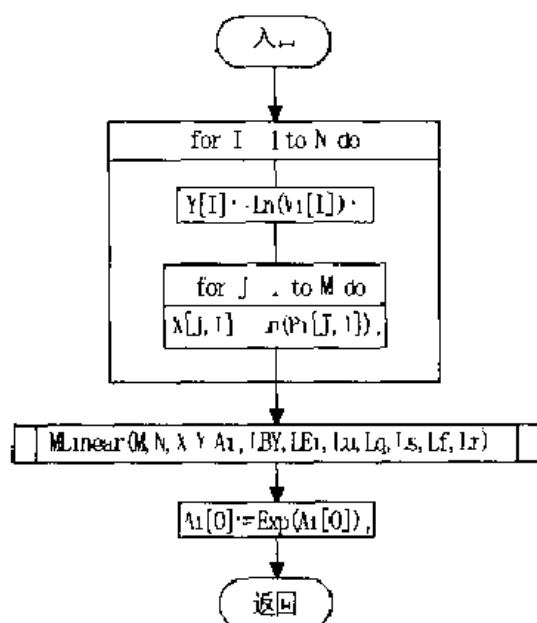 入口
for I 1 to N do
Y[I] Ln(Vi[I])
for J to M do
X[J,I] Ln(Pi[J,I]),
MLinear(M,N,X,Y,Ai,LBY,LEi,Lu,Lq,Ls,Lf,Lr)
Ai[0]:=Exp(Ai[0]),
返回